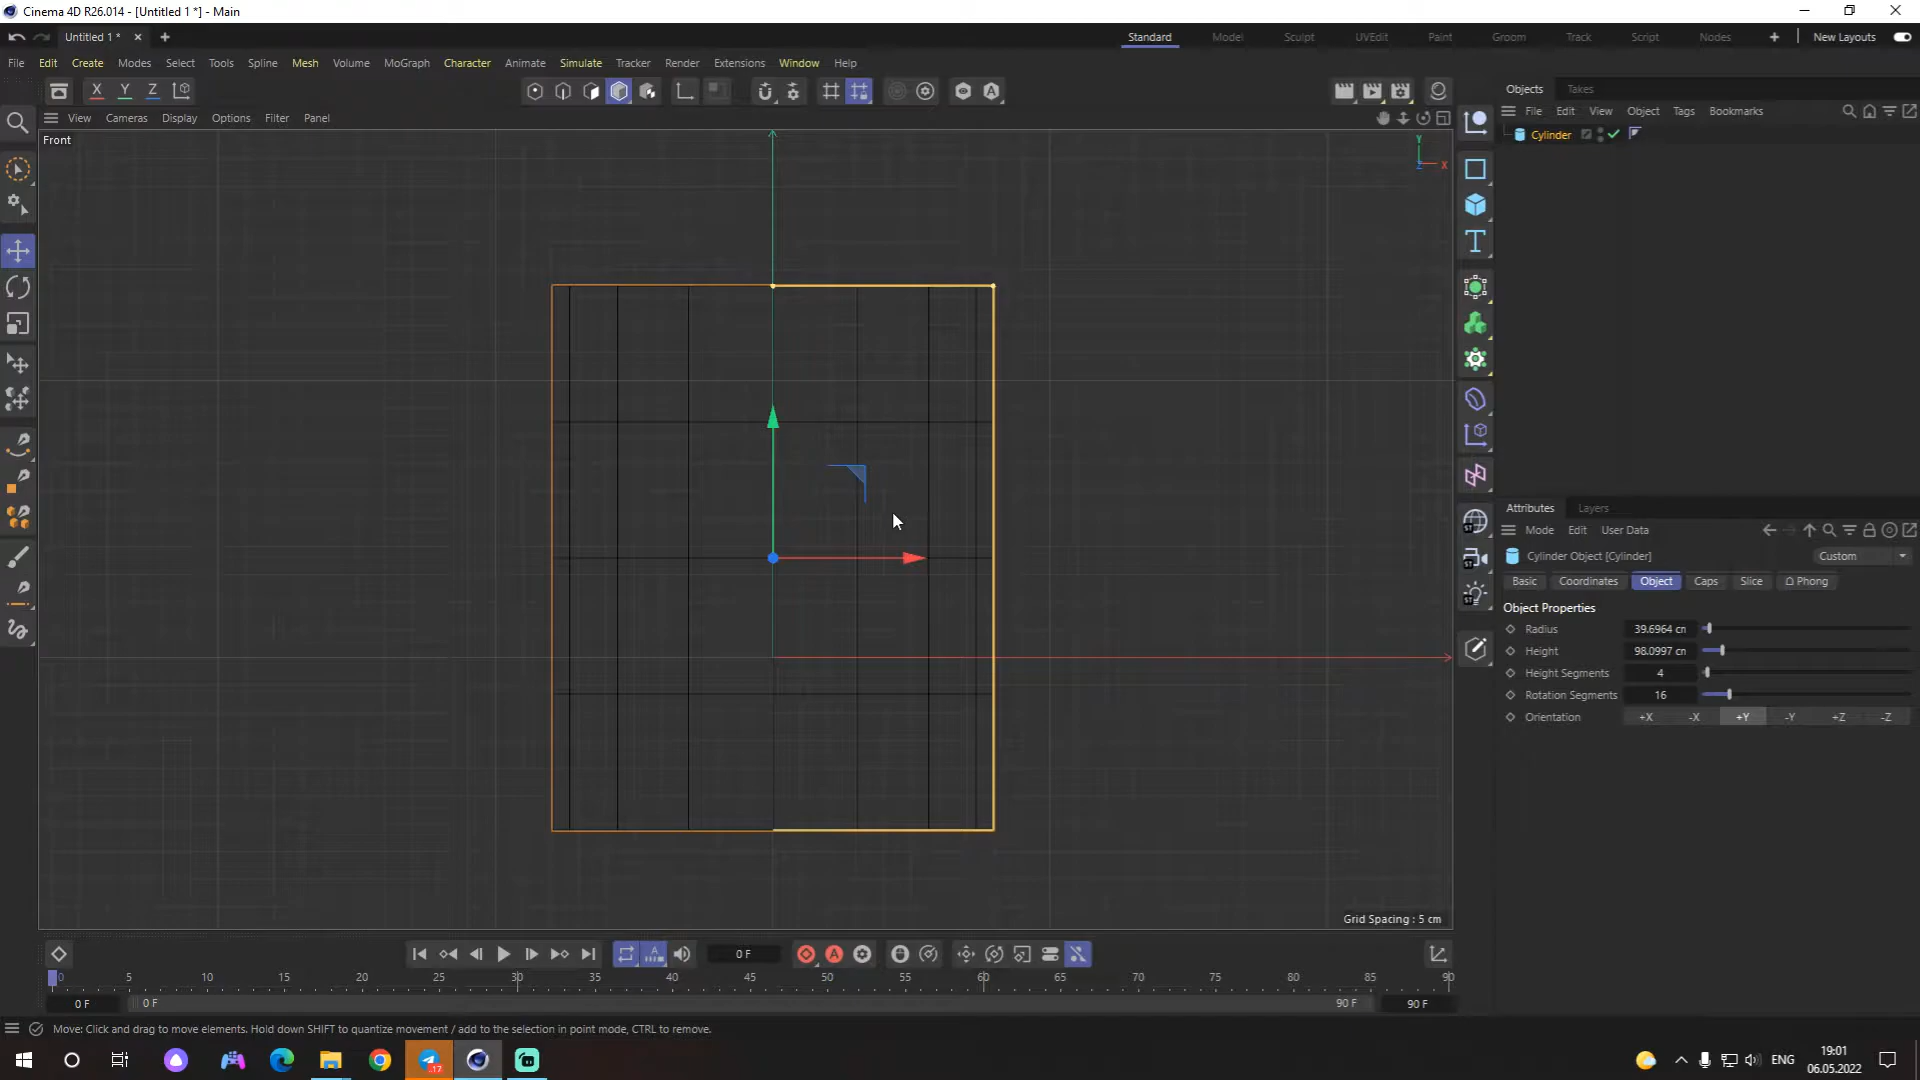 Cinema 4D R26.014 - [Untitled 1 *] - Main
Untitled 1 *
Standard Model Sculpt UVEdit Paint Groom Track Script Nodes New Layouts
File Edit Create Modes Select Tools Spline Mesh Volume MoGraph Character Animate Simulate Tracker Render Extensions Window Help
X Y Z
Objects Takes
View Cameras Display Options Filter Panel
File Edit View Object Tags Bookmarks
Front
Y
X
Z
Cylinder
Attributes Layers
Mode Edit User Data
Cylinder Object [Cylinder] Custom
Basic Coordinates Object Caps Slice Phong
Object Properties
Radius 39.6964 cn
Height 98.0997 cn
Height Segments 4
Rotation Segments 16
Orientation +X -X +Y -Y +Z -Z
ST
ST
ST
Grid Spacing : 5 cm
0 F
0 5 10 15 20 25 30 35 40 45 50 55 60 65 70 75 80 85 90
0 F 0 F 90 F 90 F
Move: Click and drag to move elements. Hold down SHIFT to quantize movement / add to the selection in point mode, CTRL to remove.
17
ENG
19:01
06.05.2022